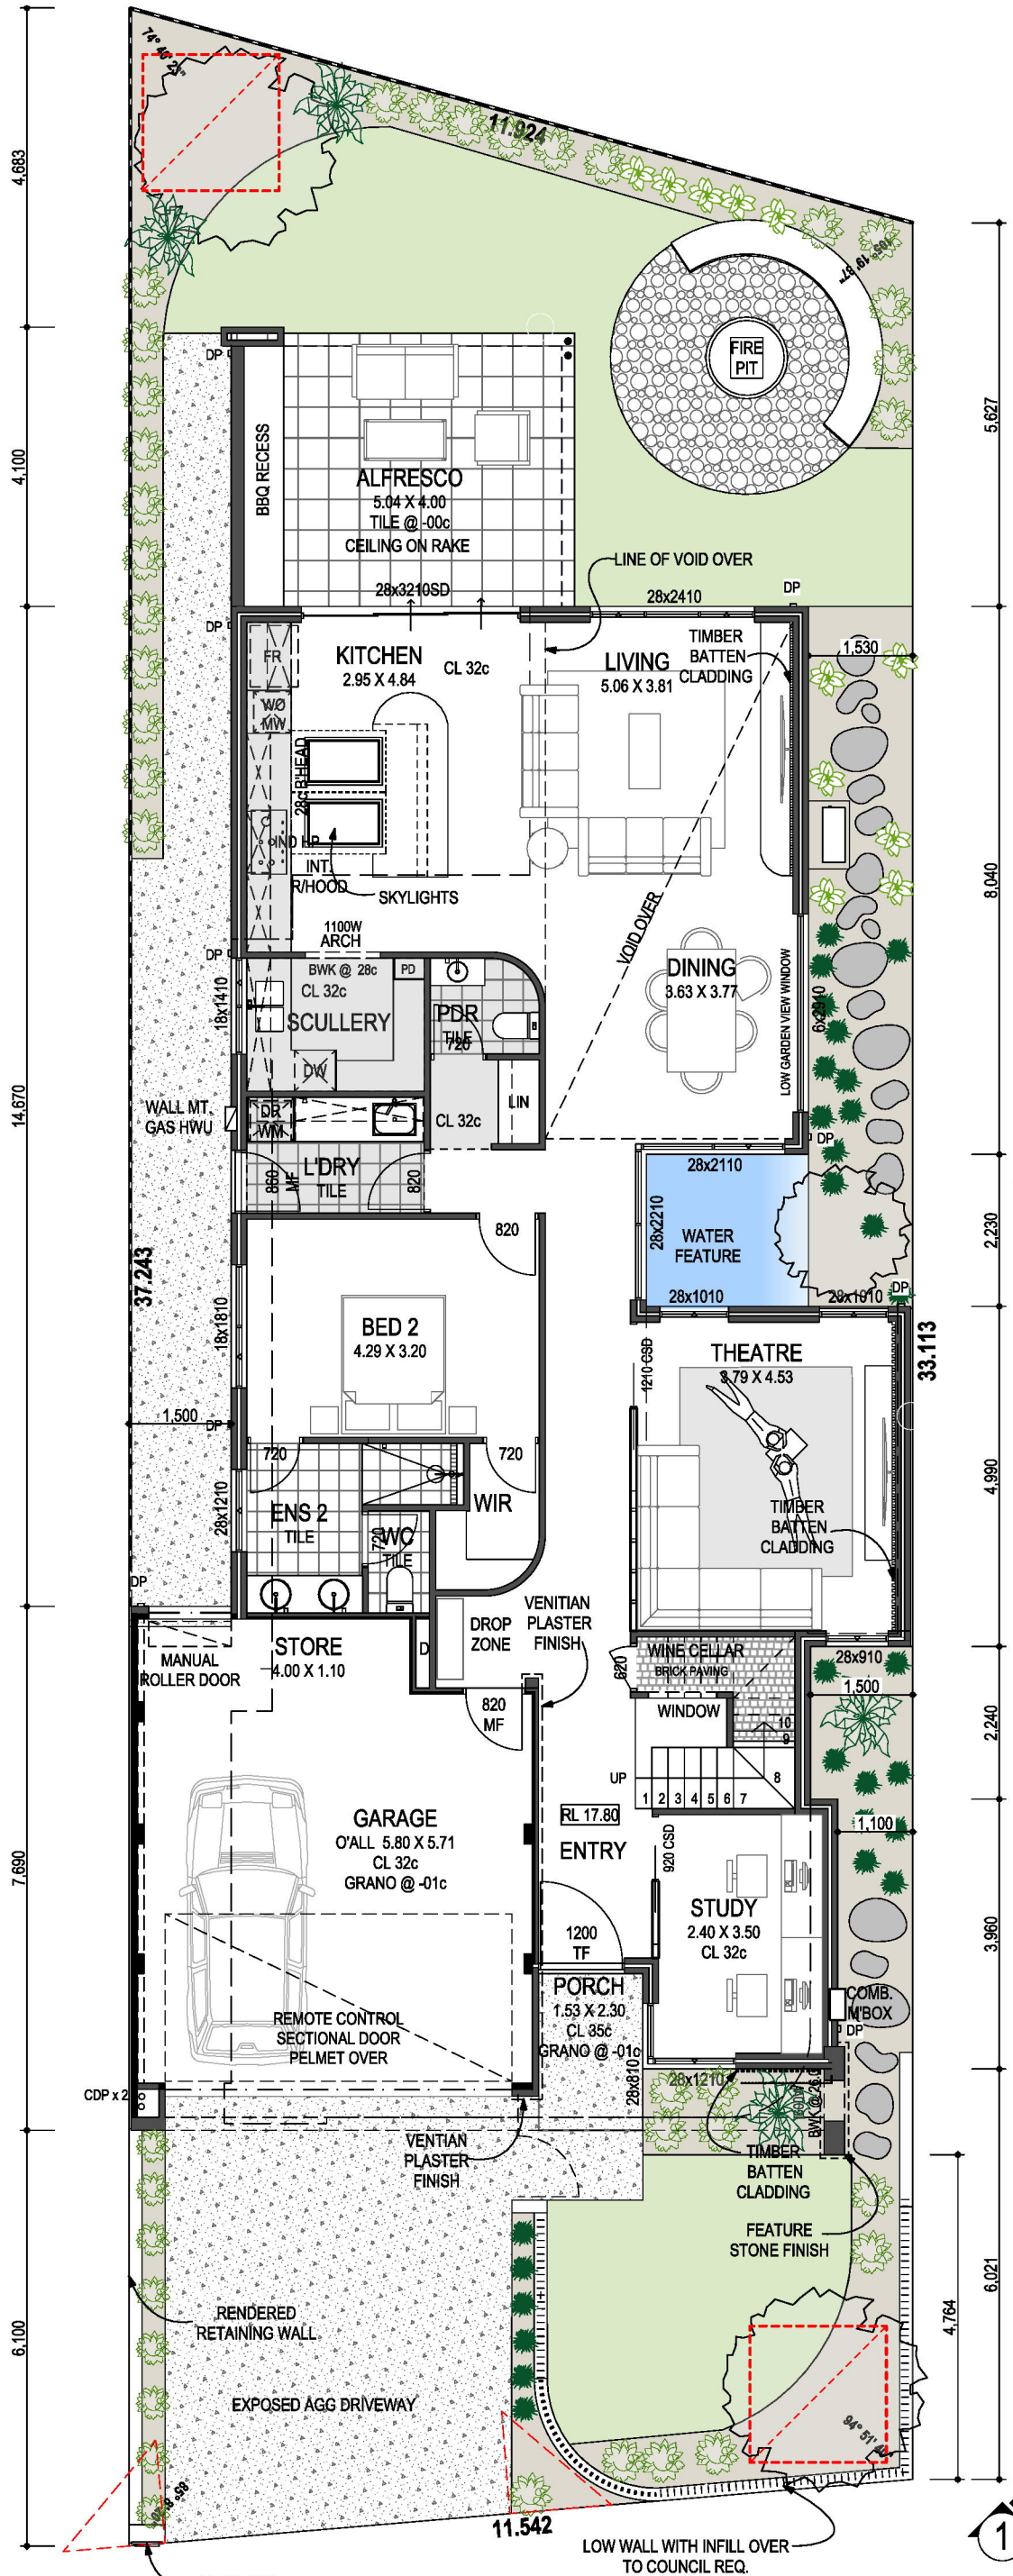 74° 40' 23"
11.924
4,683
105° 19' 37"
FIRE
PIT
5,627
DP
BBQ RECESS
4,100
ALFRESCO
5.04 X 4.00
TILE @ -00c
CEILING ON RAKE
LINE OF VOID OVER
28x3210SD
28x2410
DP
DP
FR
KITCHEN
2.95 X 4.84
CL 32c
LIVING
5.06 X 3.81
TIMBER
BATTEN
CLADDING
1,530
WO
MW
28c B'HEAD
IND HP
INT.
R/HOOD
SKYLIGHTS
8,040
VOID OVER
1100W
ARCH
DP
BWK @ 28c
CL 32c
PD
SCULLERY
DW
18x1410
PDR
TILE
720
DINING
3.63 X 3.77
LOW GARDEN VIEW WINDOW
6x2910
14,670
WALL MT.
GAS HWU
DR
WM
CL 32c
LIN
DP
L'DRY
TILE
860
MF
820
28x2110
28x2210
WATER
FEATURE
2,230
820
28x1010
28x1010
DP
37.243
18x1810
BED 2
4.29 X 3.20
1210 CSD
THEATRE
3.79 X 4.53
33.113
1,500
DP
720
720
28x1210
ENS 2
TILE
WC
TILE
720
WIR
TIMBER
BATTEN
CLADDING
4,990
DP
DROP
ZONE
VENITIAN
PLASTER
FINISH
STORE
4.00 X 1.10
D
MANUAL
ROLLER DOOR
WINE CELLAR
BRICK PAVING
620
28x910
1,500
820
MF
WINDOW
10
9
8
2,240
UP
1 2 3 4 5 6 7
GARAGE
O'ALL 5.80 X 5.71
CL 32c
GRANO @ -01c
RL 17.80
ENTRY
920 CSD
1,100
7,690
STUDY
2.40 X 3.50
CL 32c
3,960
1200
TF
PORCH
1.53 X 2.30
CL 35c
GRANO @ -01c
COMB.
M'BOX
DP
REMOTE CONTROL
SECTIONAL DOOR
PELMET OVER
CDP x 2
28x810
28x1210
VENTIAN
PLASTER
FINISH
TIMBER
BATTEN
CLADDING
FEATURE
STONE FINISH
6,021
4,764
RENDERED
RETAINING WALL
6,100
EXPOSED AGG DRIVEWAY
11.542
LOW WALL WITH INFILL OVER
TO COUNCIL REQ.
1